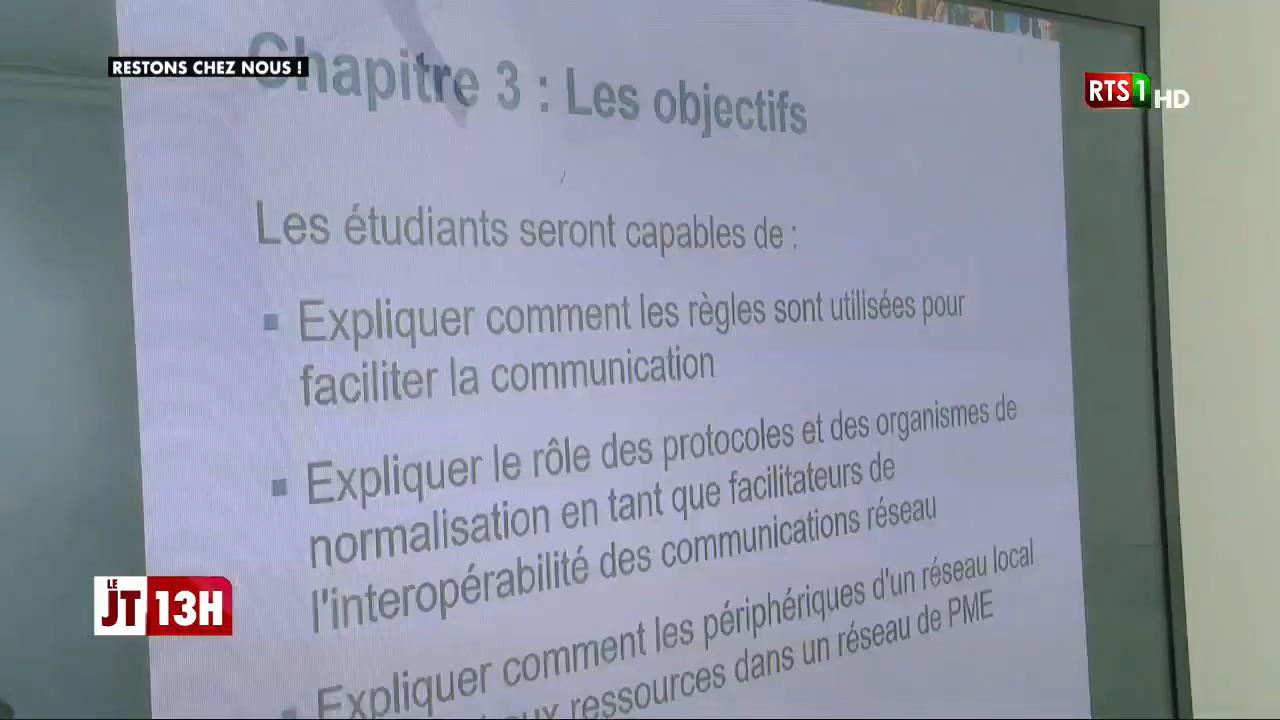 RESTONS CHEZ NOUS !
RTS 1 HD
Chapitre 3 : Les objectifs
Les étudiants seront capables de :
▪ Expliquer comment les règles sont utilisées pour
faciliter la communication
▪ Expliquer le rôle des protocoles et des organismes de
normalisation en tant que facilitateurs de
l'interopérabilité des communications réseau
▪ Expliquer comment les périphériques d'un réseau local
aux ressources dans un réseau de PME
LE
JT 13H